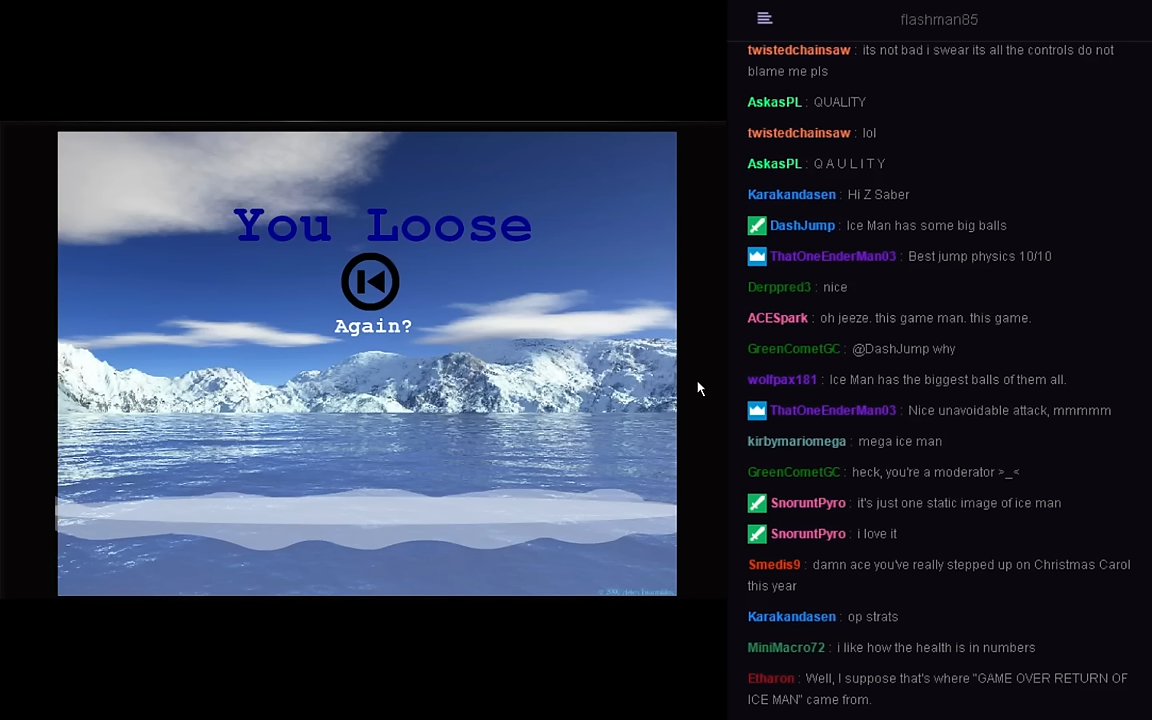 You Loose
Again?
flashman85
twistedchainsaw : its not bad i swear its all the controls do not
blame me pls
AskasPL : QUALITY
twistedchainsaw : lol
AskasPL : Q A U L I T Y
Karakandasen : Hi Z Saber
DashJump : Ice Man has some big balls
ThatOneEnderMan03 : Best jump physics 10/10
Derppred3 : nice
ACESpark : oh jeeze. this game man. this game.
GreenCometGC : @DashJump why
wolfpax181 : Ice Man has the biggest balls of them all.
ThatOneEnderMan03 : Nice unavoidable attack, mmmmm
kirbymariomega : mega ice man
GreenCometGC : heck, you're a moderator >_<
SnoruntPyro : it's just one static image of ice man
SnoruntPyro : i love it
Smedis9 : damn ace you've really stepped up on Christmas Carol
this year
Karakandasen : op strats
MiniMacro72 : i like how the health is in numbers
Etharon : Well, I suppose that's where "GAME OVER RETURN OF
ICE MAN" came from.